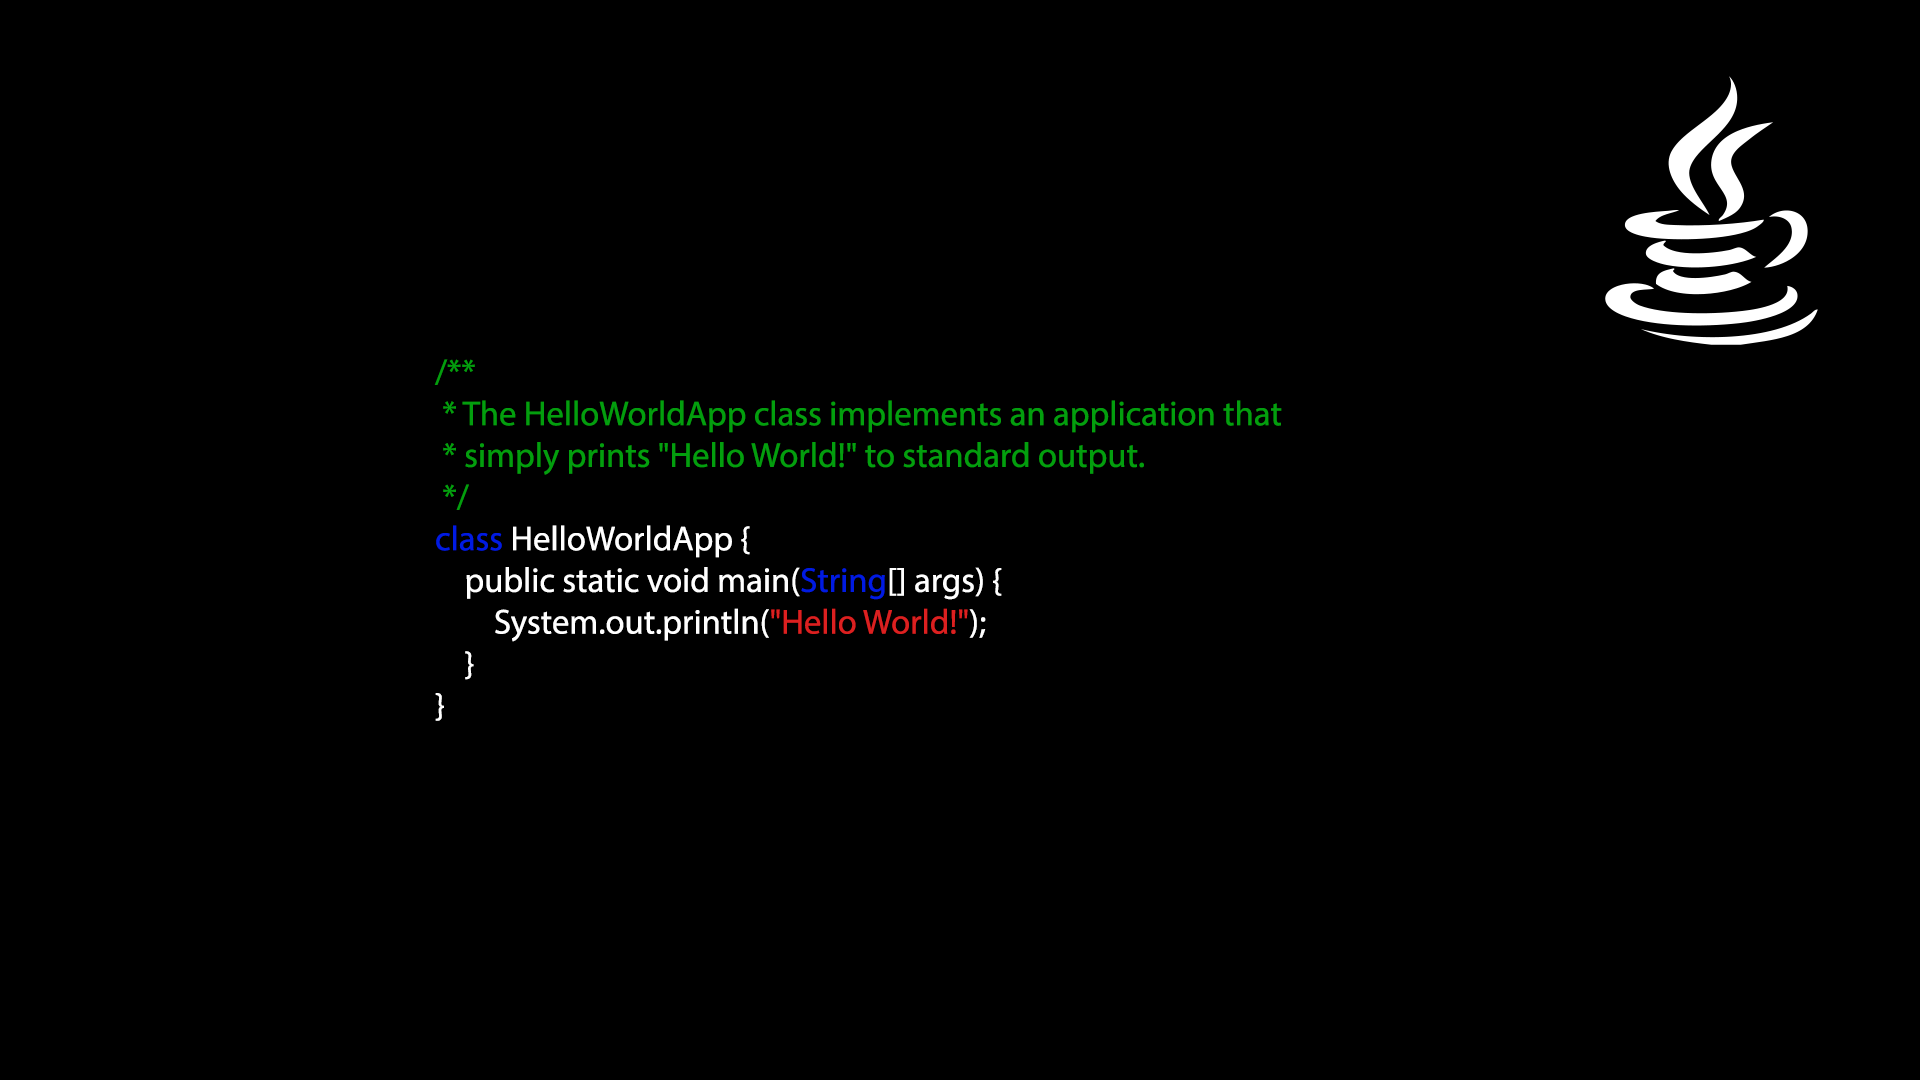 /**
 * The HelloWorldApp class implements an application that
 * simply prints "Hello World!" to standard output.
 */
class HelloWorldApp {
    public static void main(String[] args) {
        System.out.println("Hello World!");
    }
}